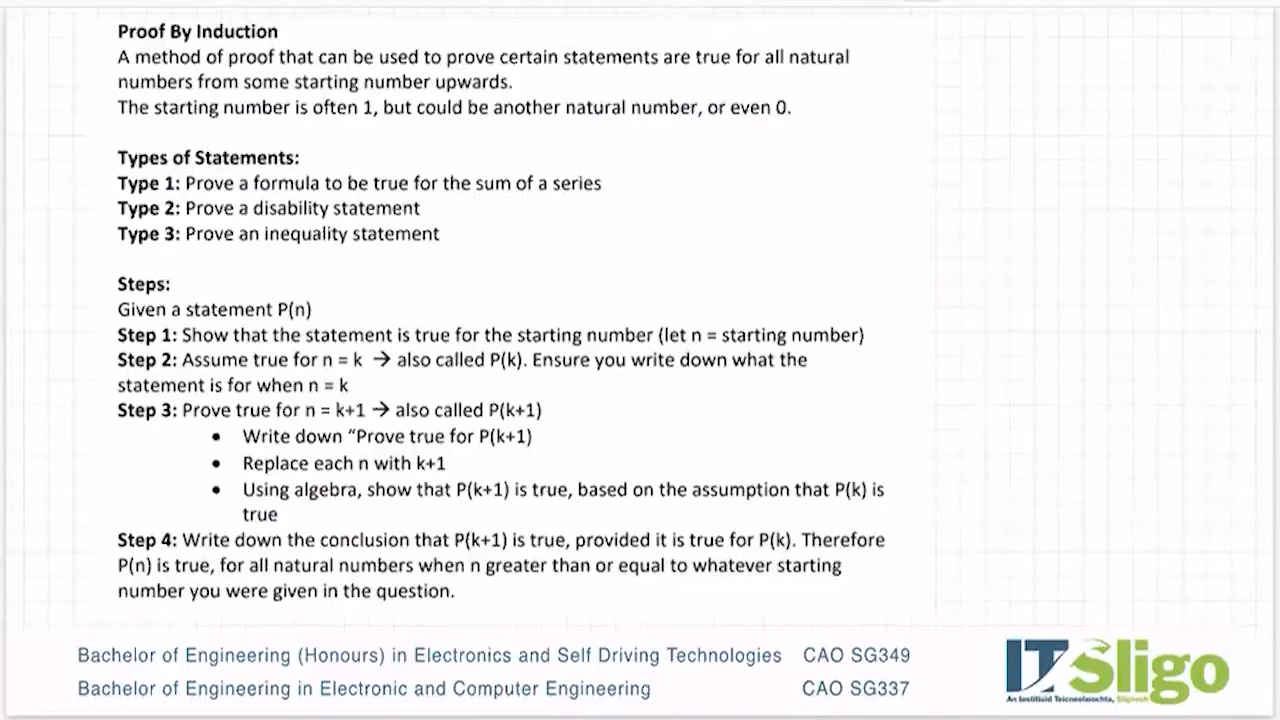 Proof By Induction
A method of proof that can be used to prove certain statements are true for all natural
numbers from some starting number upwards.
The starting number is often 1, but could be another natural number, or even 0.
Types of Statements:
Type 1: Prove a formula to be true for the sum of a series
Type 2: Prove a disability statement
Type 3: Prove an inequality statement
Steps:
Given a statement P(n)
Step 1: Show that the statement is true for the starting number (let n = starting number)
Step 2: Assume true for n = k → also called P(k). Ensure you write down what the
statement is for when n = k
Step 3: Prove true for n = k+1 → also called P(k+1)
• Write down “Prove true for P(k+1)
• Replace each n with k+1
• Using algebra, show that P(k+1) is true, based on the assumption that P(k) is
true
Step 4: Write down the conclusion that P(k+1) is true, provided it is true for P(k). Therefore
P(n) is true, for all natural numbers when n greater than or equal to whatever starting
number you were given in the question.
Bachelor of Engineering (Honours) in Electronics and Self Driving Technologies CAO SG349
Bachelor of Engineering in Electronic and Computer Engineering CAO SG337
IT Sligo
An Institiúid Teicneolaíochta, Sligeach